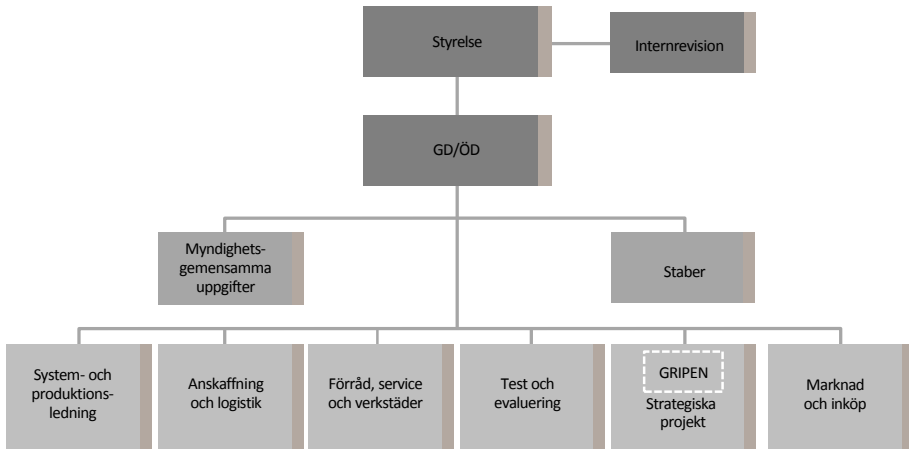 Styrelse
Internrevision
GD/ÖD
Myndighets-
gemensamma
uppgifter
Staber
System- och
produktions-
ledning
Anskaffning
och logistik
Förråd, service
och verkstäder
Test och
evaluering
GRIPEN
Strategiska
projekt
Marknad
och inköp